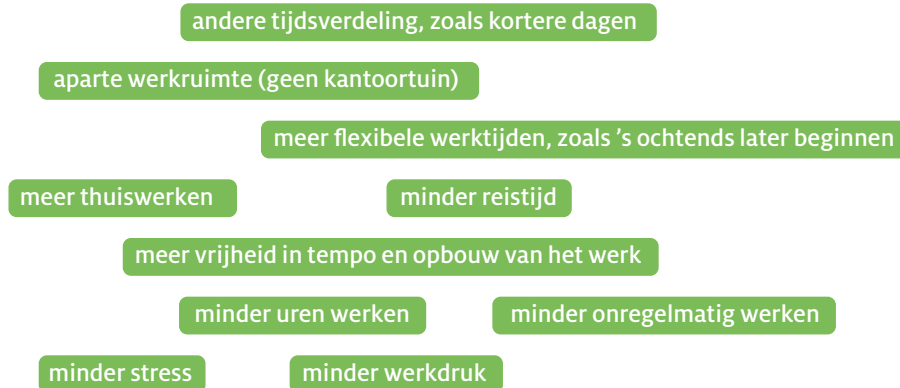 andere tijdsverdeling, zoals kortere dagen
aparte werkruimte (geen kantoortuin)
meer flexibele werktijden, zoals ’s ochtends later beginnen
meer thuiswerken
minder reistijd
meer vrijheid in tempo en opbouw van het werk
minder uren werken
minder onregelmatig werken
minder stress
minder werkdruk